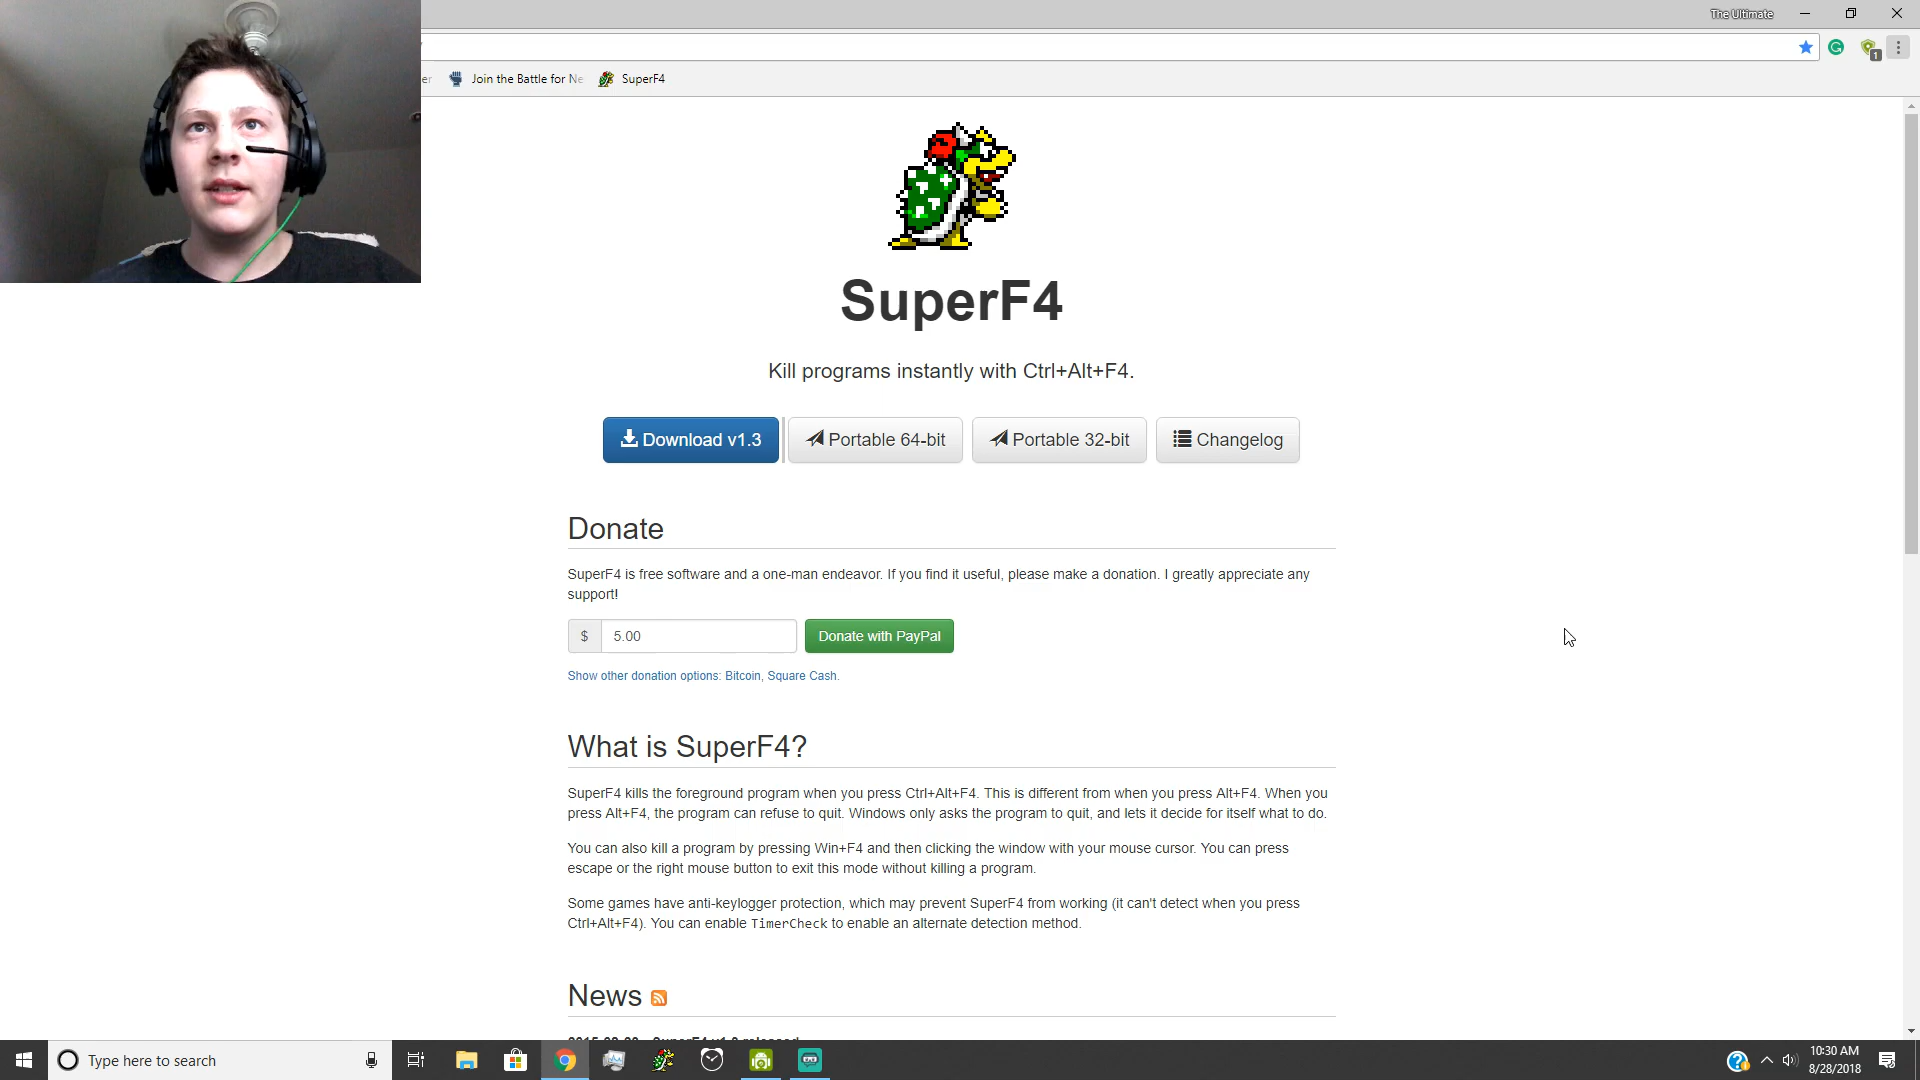 The Ultimate
1
er
Join the Battle for Ne
SuperF4
SuperF4
Kill programs instantly with Ctrl+Alt+F4.
Download v1.3
Portable 64-bit
Portable 32-bit
Changelog
Donate
SuperF4 is free software and a one-man endeavor. If you find it useful, please make a donation. I greatly appreciate any
support!
$ 5.00
Donate with PayPal
Show other donation options: Bitcoin, Square Cash.
What is SuperF4?
SuperF4 kills the foreground program when you press Ctrl+Alt+F4. This is different from when you press Alt+F4. When you
press Alt+F4, the program can refuse to quit. Windows only asks the program to quit, and lets it decide for itself what to do.
You can also kill a program by pressing Win+F4 and then clicking the window with your mouse cursor. You can press
escape or the right mouse button to exit this mode without killing a program.
Some games have anti-keylogger protection, which may prevent SuperF4 from working (it can't detect when you press
Ctrl+Alt+F4). You can enable TimerCheck to enable an alternate detection method.
News
Type here to search
10:30 AM
8/28/2018